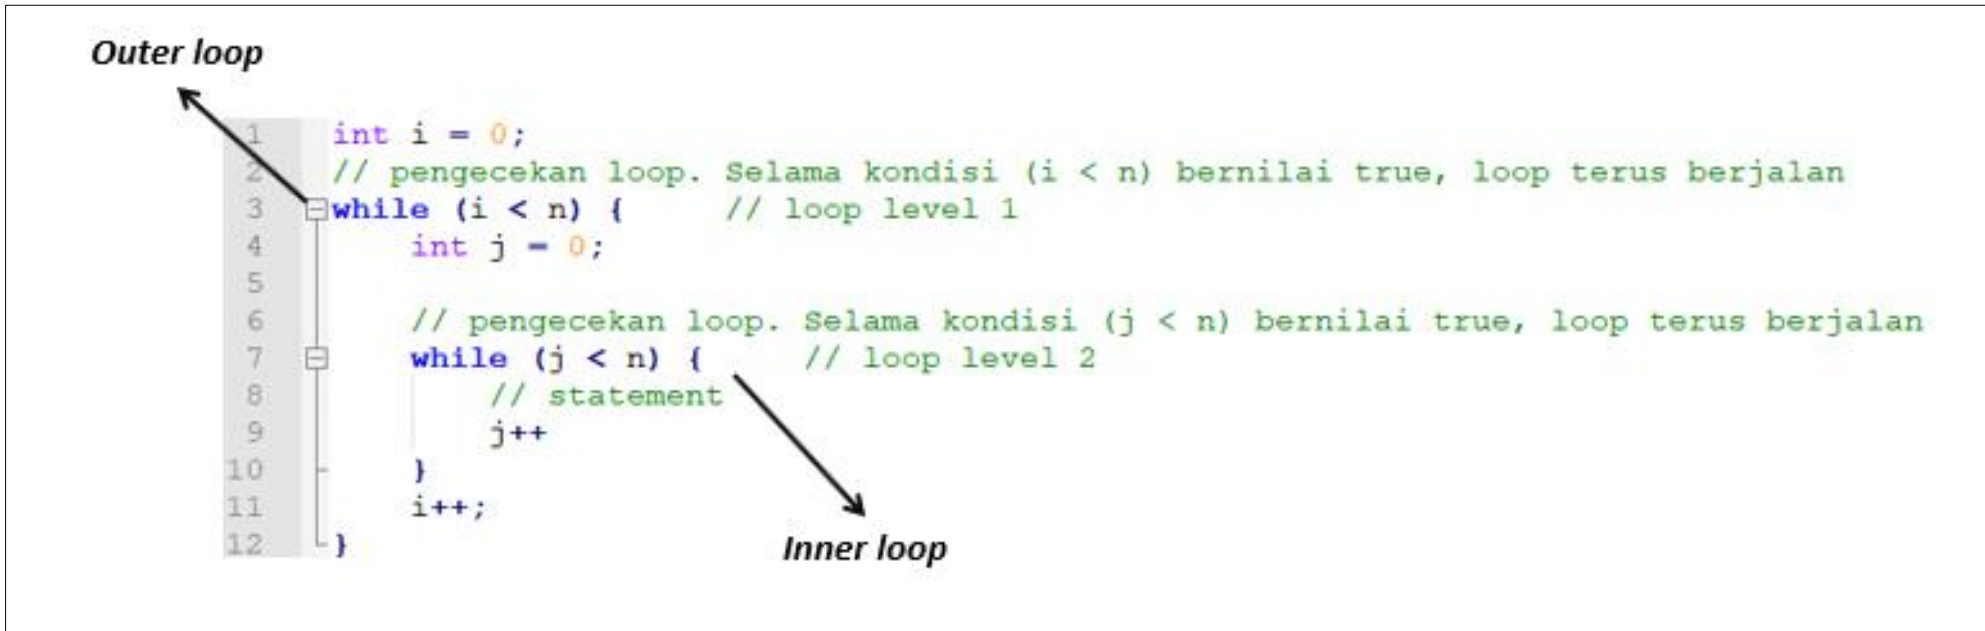 Outer loop
1 int i = 0;
2 // pengecekan loop. Selama kondisi (i < n) bernilai true, loop terus berjalan
3 while (i < n) { // loop level 1
4 int j = 0;
5
6 // pengecekan loop. Selama kondisi (j < n) bernilai true, loop terus berjalan
7 while (j < n) { // loop level 2
8 // statement
9 j++
10 }
11 i++;
12 }
Inner loop